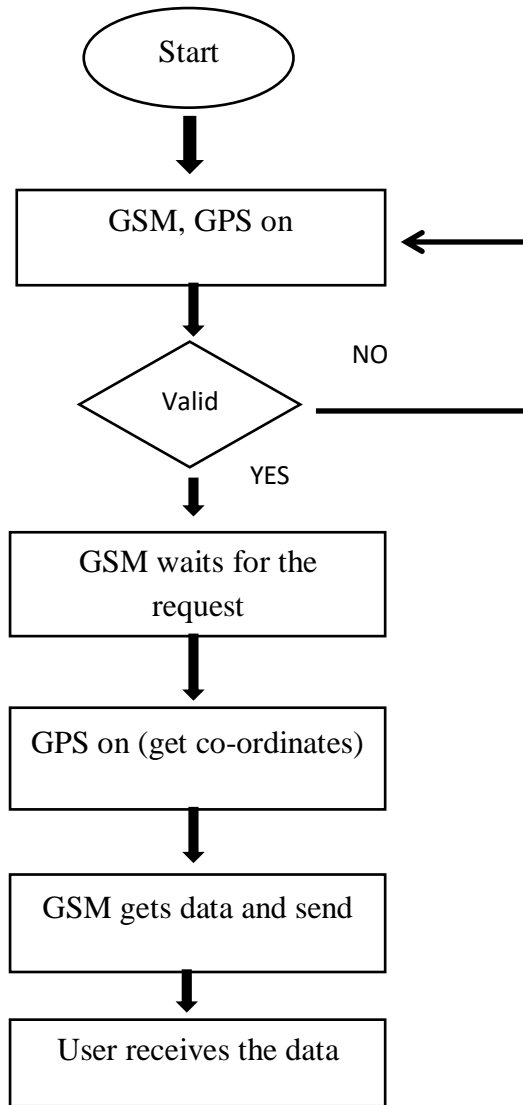 Start
GSM, GPS on
NO
Valid
YES
GSM waits for the
request
GPS on (get co-ordinates)
GSM gets data and send
User receives the data